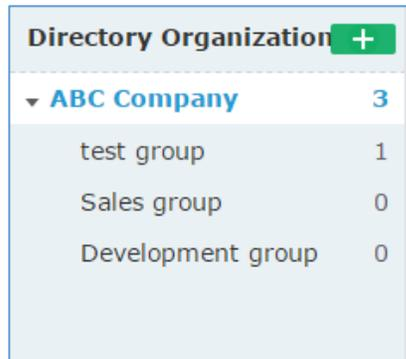 Directory Organization +
ABC Company 3
test group 1
Sales group 0
Development group 0